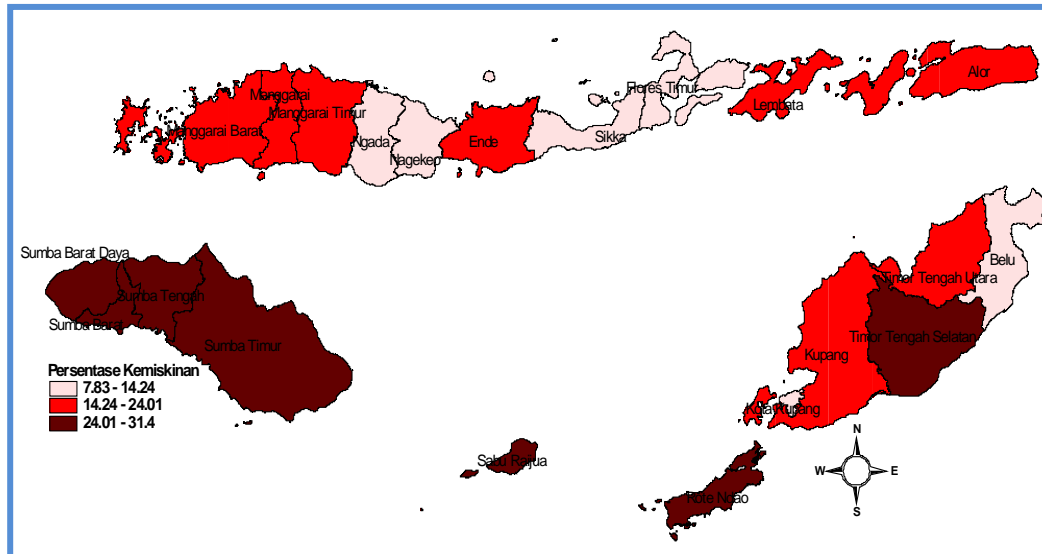 Alor
Manggarai
Flores Timur
Lembata
Manggarai Timur
Manggarai Barat
Ngada
Ende
Sikka
Nagekeo
Sumba Barat Daya
Belu
Timor Tengah Utara
Sumba Tengah
Sumba Barat
Timor Tengah Selatan
Sumba Timur
Kupang
Persentase Kemiskinan
7.83 - 14.24
14.24 - 24.01
24.01 - 31.4
Kota Kupang
N
W
E
S
Sabu Raijua
Rote Ndao